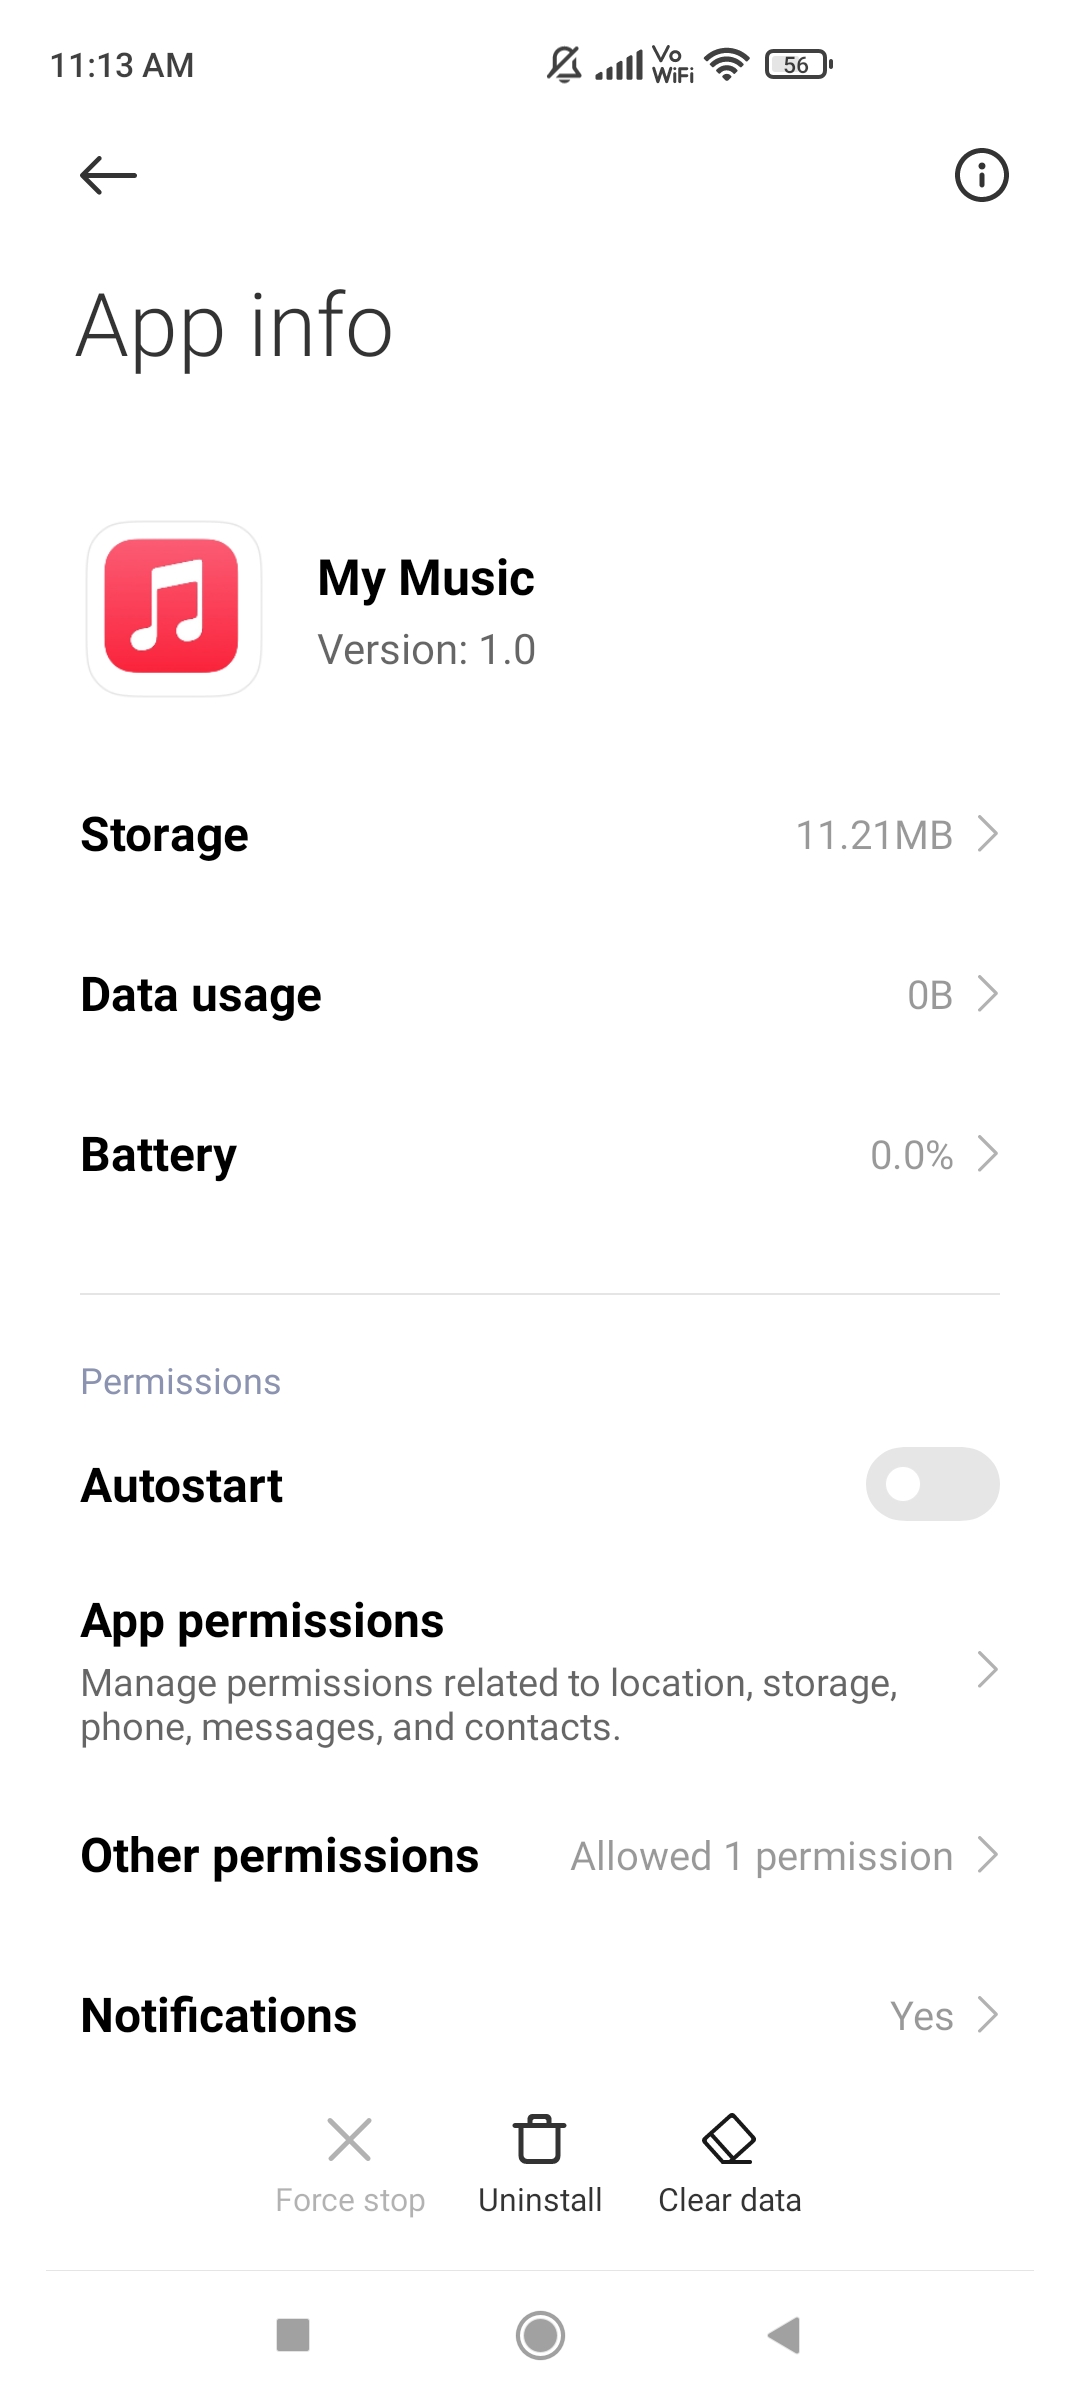 11:13 AM
Vo
WiFi
56
App info
My Music
Version: 1.0
Storage
11.21MB
Data usage
0B
Battery
0.0%
Permissions
Autostart
App permissions
Manage permissions related to location, storage,
phone, messages, and contacts.
Other permissions
Allowed 1 permission
Notifications
Yes
Force stop
Uninstall
Clear data